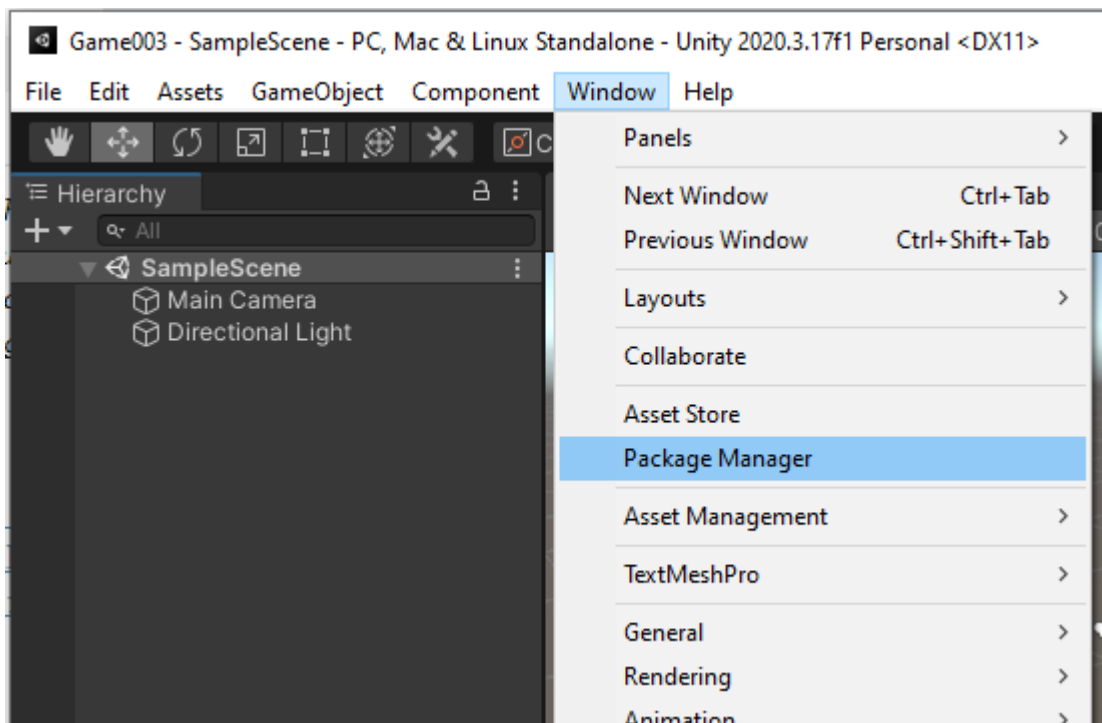 Game003 - SampleScene - PC, Mac & Linux Standalone - Unity 2020.3.17f1 Personal <DX11>
File Edit Assets GameObject Component Window Help
C
Hierarchy
All
SampleScene
Main Camera
Directional Light
Panels
Next Window Ctrl+Tab
Previous Window Ctrl+Shift+Tab
Layouts
Collaborate
Asset Store
Package Manager
Asset Management
TextMeshPro
General
Rendering
Animation